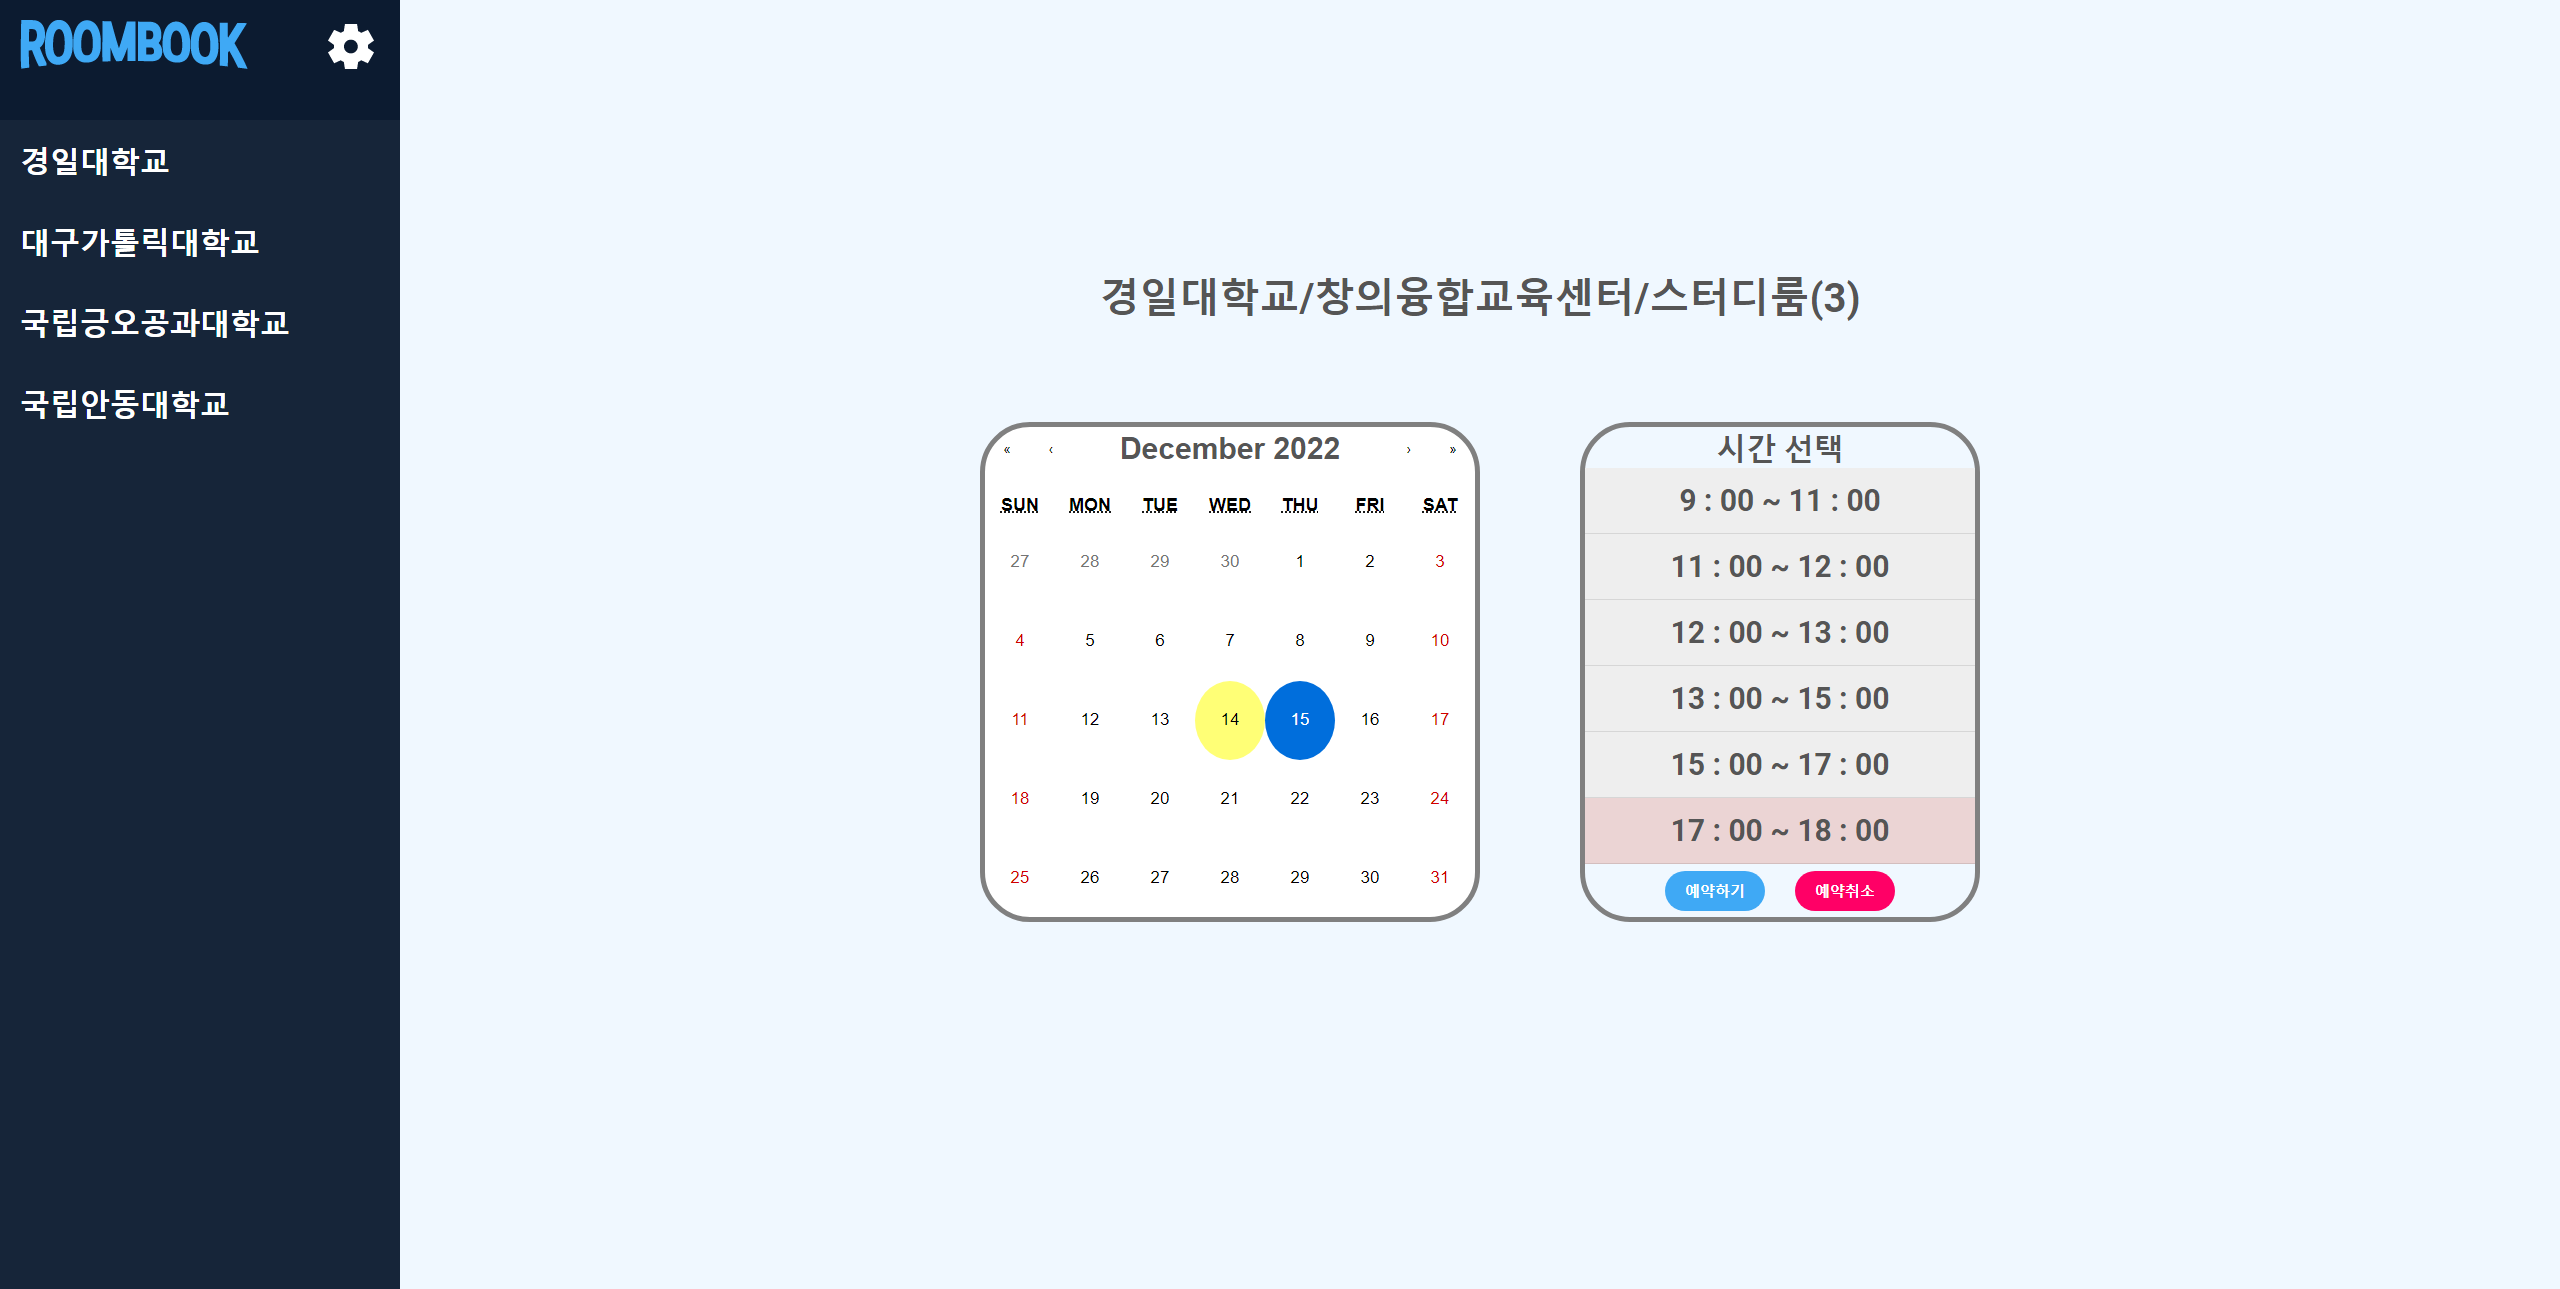 ROOMBOOK
경일대학교
대구가톨릭대학교
국립긍오공과대학교
국립안동대학교
경일대학교/창의융합교육센터/스터디룸(3)
« ‹ December 2022 › »
SUN MON TUE WED THU FRI SAT
27 28 29 30 1 2 3
4 5 6 7 8 9 10
11 12 13 14 15 16 17
18 19 20 21 22 23 24
25 26 27 28 29 30 31
시간 선택
9 : 00 ~ 11 : 00
11 : 00 ~ 12 : 00
12 : 00 ~ 13 : 00
13 : 00 ~ 15 : 00
15 : 00 ~ 17 : 00
17 : 00 ~ 18 : 00
예약하기 예약취소